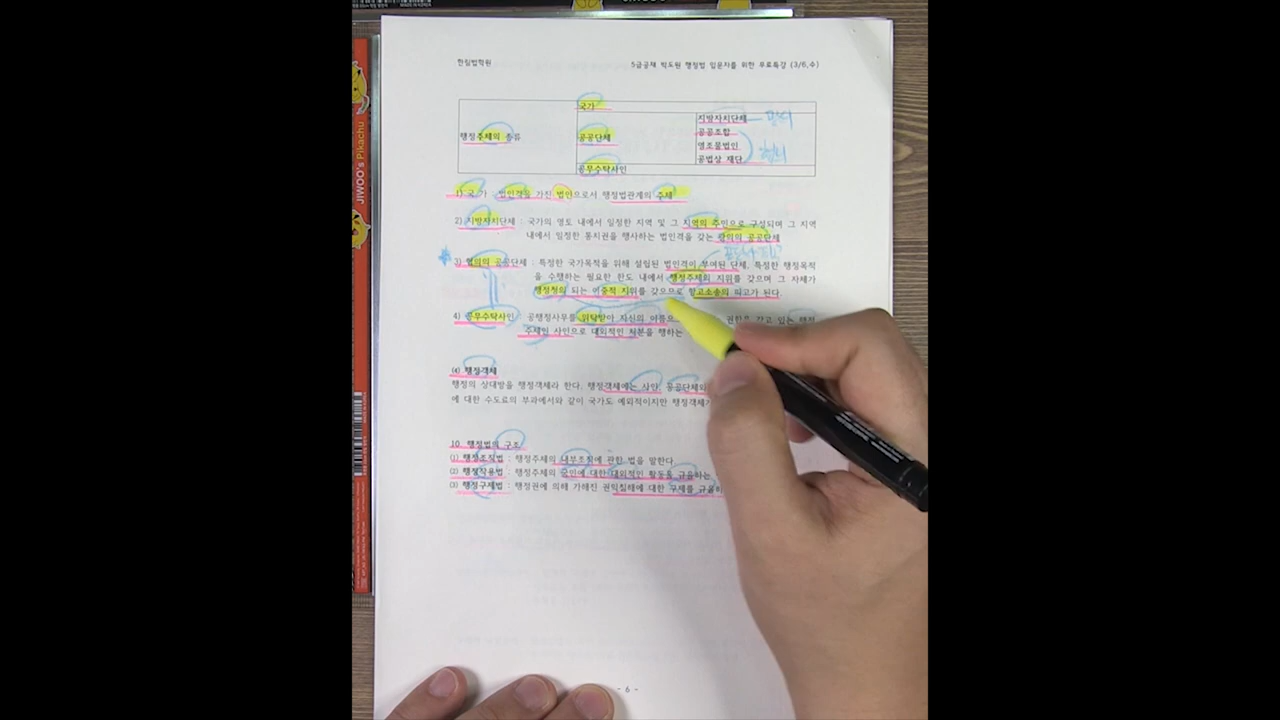 한림법학원
5급공채 박도원 행정법 입문자를 위한 무료특강 (3/6,수)
행정주체의 종류
국가
공공단체
지방자치단체
공공조합
영조물법인
공법상 재단
공무수탁사인
1) 국 가 : 법인격을 가진 법인으로서 행정법관계의 주체
2) 지방자치단체 : 국가의 영토 내에서 일정한 지역 및 그 지역의 주민으로 구성되며 그 지역
내에서 일정한 통치권을 행사하는 법인격을 갖는 광의의 공공단체
3) 협의의 공공단체 : 특정한 국가목적을 위해 설립된 법인격이 부여된 단체, 특정한 행정목적
을 수행하는 필요한 한도 내에서 행정주체의 지위를 갖으며 그 자체가
행정청의 되는 이중적 지위를 갖으므로 항고소송의 피고가 된다.
4) 공무수탁사인 : 공행정사무를 위탁받아 자신의 이름으 권한을 갖고 있는 행정
주체인 사인으로 대외적인 처분을 행하는
(4) 행정객체
행정의 상대방을 행정객체라 한다. 행정객체에는 사인, 공공단체와
에 대한 수도료의 부과에서와 같이 국가도 예외적이지만 행정객체가
10. 행정법의 구조
(1) 행정조직법 : 행정주체의 내부조직에 관한 법을 말한다.
(2) 행정작용법 : 행정주체의 국민에 대한 대외적인 활동을 규율하는
(3) 행정구제법 : 행정권에 의해 가해진 권익침해에 대한 구제를 규율하
- 6 -
JIWOO's Pikachu